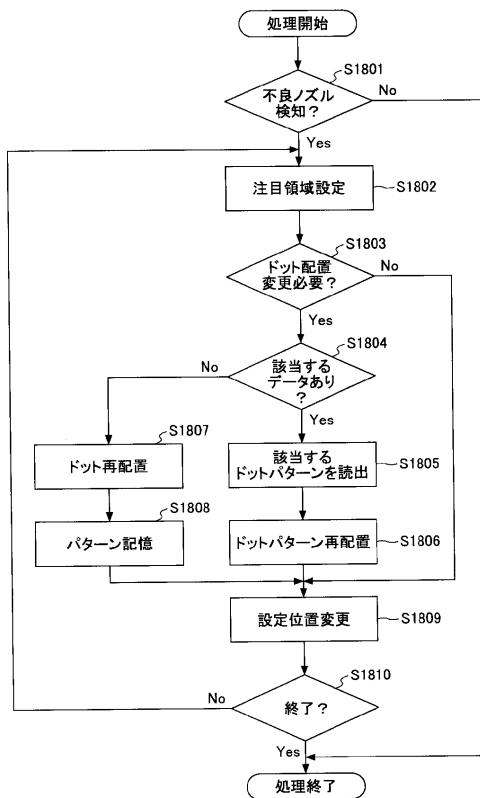 処理開始
S1801
不良ノズル
検知?
No
Yes
注目領域設定
S1802
S1803
ドット配置
変更必要?
No
Yes
S1804
該当する
データあり
?
No
Yes
S1807
ドット再配置
該当する
ドットパターンを読出
S1805
S1808
パターン記憶
ドットパターン再配置
S1806
設定位置変更
S1809
S1810
終了?
No
Yes
処理終了